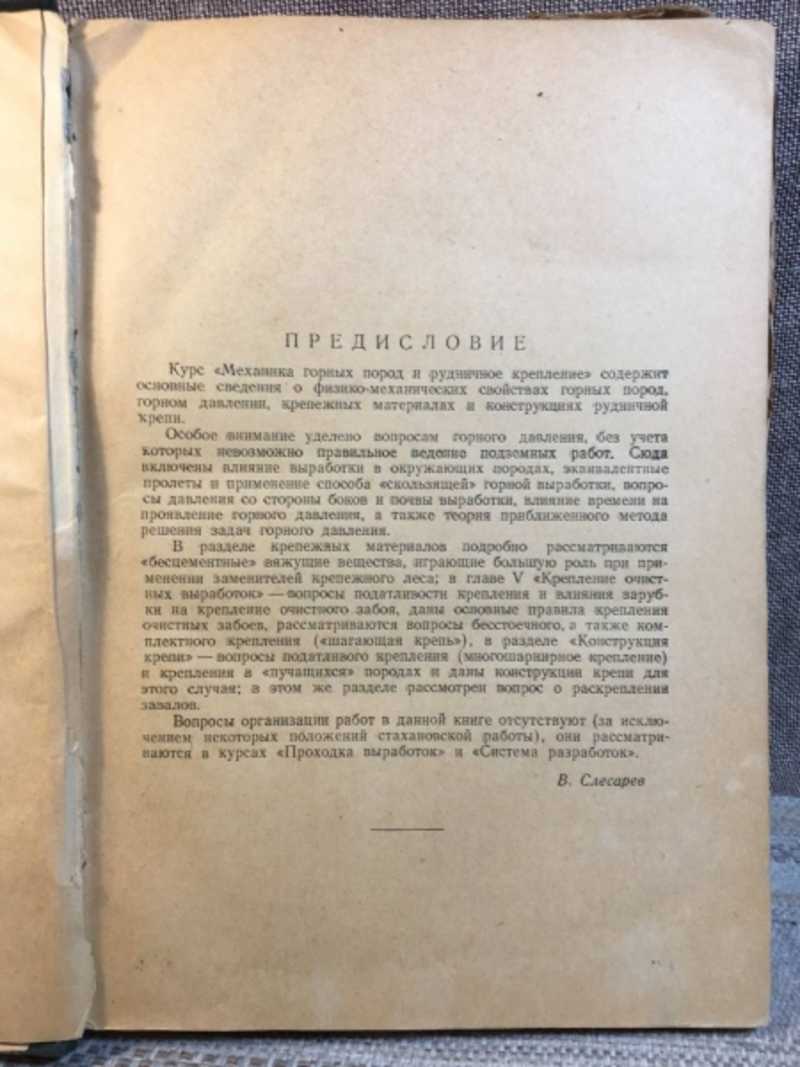 ПРЕДИСЛОВИЕ
Курс «Механика горных пород и рудничное крепление» содержит
основные сведения о физико-механических свойствах горных пород,
горном давлении, крепежных материалах и конструкциях рудничной
крепи.
Особое внимание уделено вопросам горного давления, без учета
которых невозможно правильное ведение подземных работ. Сюда
включены влияние выработки в окружающих породах, эквивалентные
пролеты и применение способа «скользящей» горной выработки, вопро-
сы давления со стороны боков и почвы выработки, влияние времени на
проявление горного давления, а также теория приближенного метода
решения задач горного давления.
В разделе крепежных материалов подробно рассматриваются
«бесцементные» вяжущие вещества, играющие большую роль при при-
менении заменителей крепежного леса; в главе V «Крепление очист-
ных выработок» — вопросы податливости крепления и влияния заруб-
ки на крепление очистного забоя, даны основные правила крепления
очистных забоев, рассматриваются вопросы бесстоечного, а также ком-
плектного крепления («шагающая крепь»), в разделе «Конструкция
крепи» — вопросы податливого крепления (многошарнирное крепление)
и крепления в «пучащихся» породах и даны конструкции крепи для
этого случая; в этом же разделе рассмотрен вопрос о раскреплении
завалов.
Вопросы организации работ в данной книге отсутствуют (за исклю-
чением некоторых положений стахановской работы), они рассматри-
ваются в курсах «Проходка выработок» и «Система разработок».
В. Слесарев